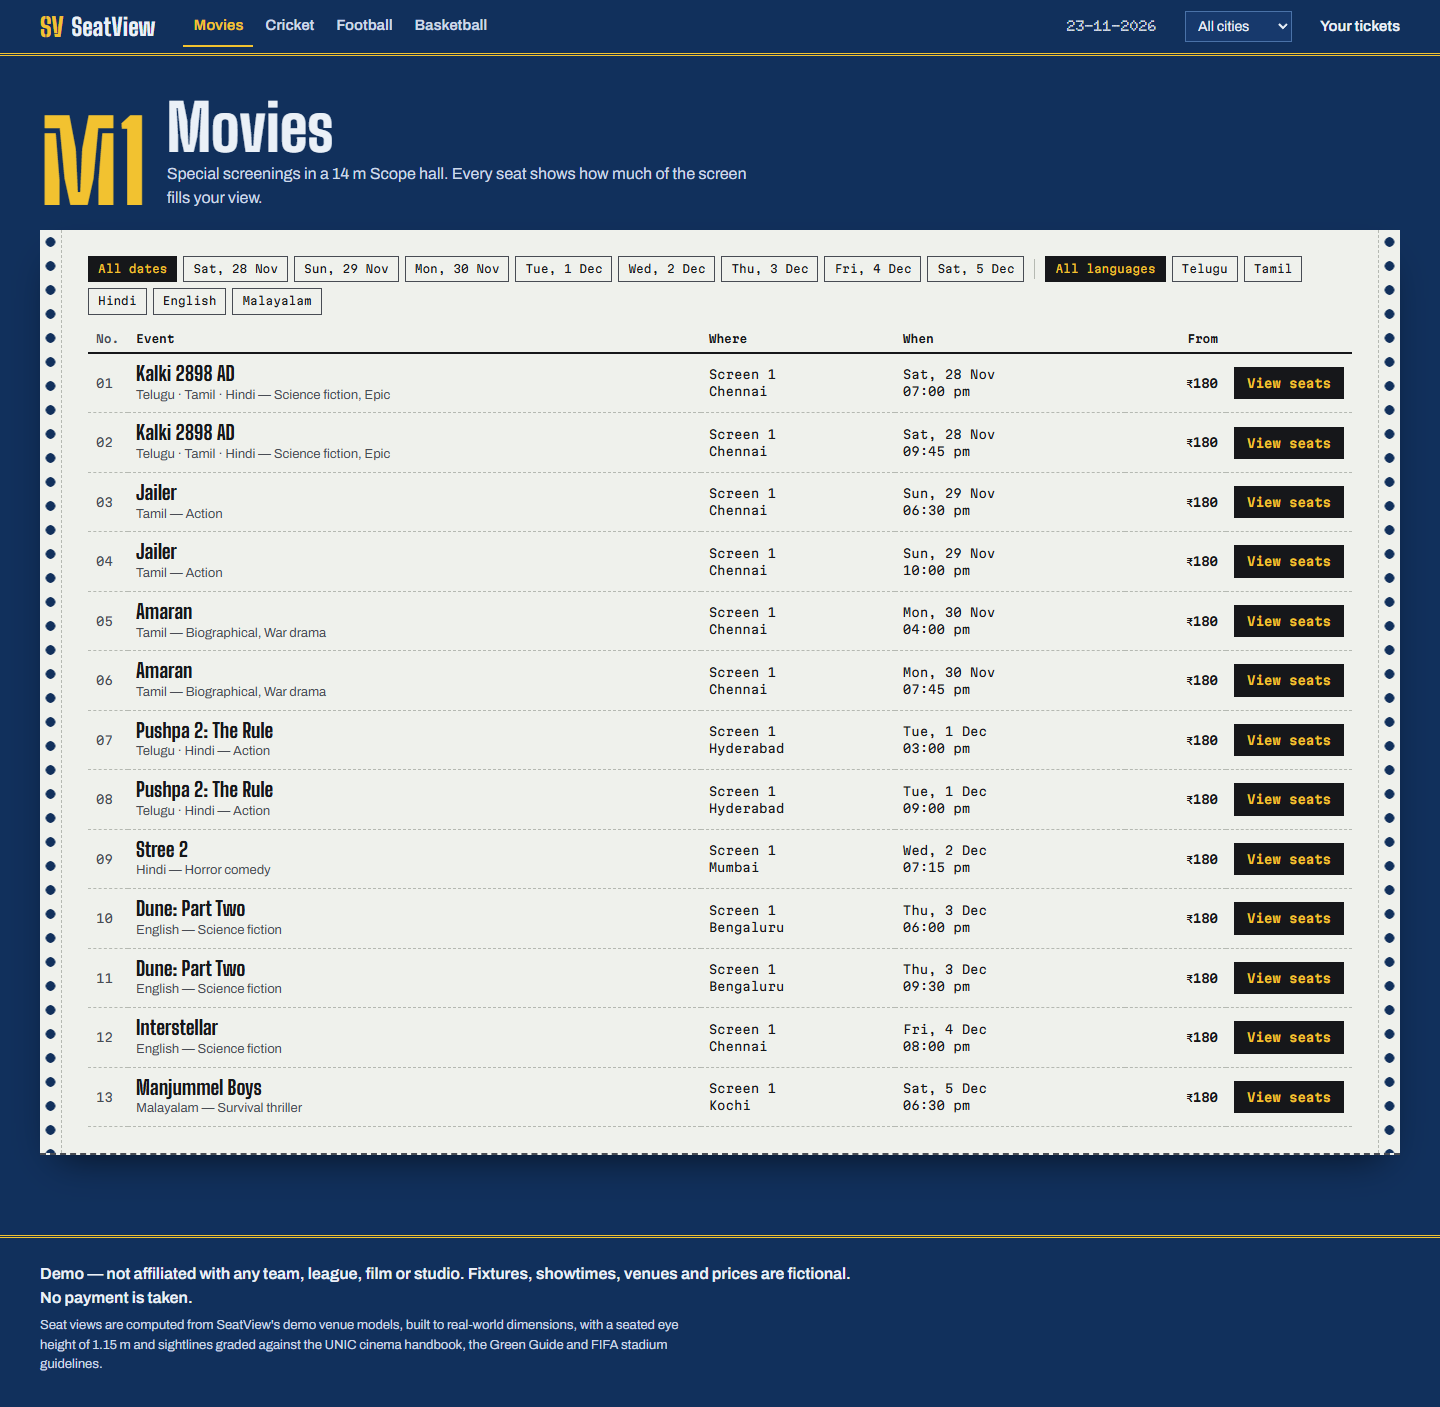 SV SeatView Movies Cricket Football Basketball 23-11-2026 All cities Your tickets
M1
Movies
Special screenings in a 14 m Scope hall. Every seat shows how much of the screen
fills your view.
All dates Sat, 28 Nov Sun, 29 Nov Mon, 30 Nov Tue, 1 Dec Wed, 2 Dec Thu, 3 Dec Fri, 4 Dec Sat, 5 Dec All languages Telugu Tamil
Hindi English Malayalam
No. Event Where When From
01 Kalki 2898 AD Screen 1 Sat, 28 Nov ₹180 View seats
Telugu · Tamil · Hindi — Science fiction, Epic Chennai 07:00 pm
02 Kalki 2898 AD Screen 1 Sat, 28 Nov ₹180 View seats
Telugu · Tamil · Hindi — Science fiction, Epic Chennai 09:45 pm
03 Jailer Screen 1 Sun, 29 Nov ₹180 View seats
Tamil — Action Chennai 06:30 pm
04 Jailer Screen 1 Sun, 29 Nov ₹180 View seats
Tamil — Action Chennai 10:00 pm
05 Amaran Screen 1 Mon, 30 Nov ₹180 View seats
Tamil — Biographical, War drama Chennai 04:00 pm
06 Amaran Screen 1 Mon, 30 Nov ₹180 View seats
Tamil — Biographical, War drama Chennai 07:45 pm
07 Pushpa 2: The Rule Screen 1 Tue, 1 Dec ₹180 View seats
Telugu · Hindi — Action Hyderabad 03:00 pm
08 Pushpa 2: The Rule Screen 1 Tue, 1 Dec ₹180 View seats
Telugu · Hindi — Action Hyderabad 09:00 pm
09 Stree 2 Screen 1 Wed, 2 Dec ₹180 View seats
Hindi — Horror comedy Mumbai 07:15 pm
10 Dune: Part Two Screen 1 Thu, 3 Dec ₹180 View seats
English — Science fiction Bengaluru 06:00 pm
11 Dune: Part Two Screen 1 Thu, 3 Dec ₹180 View seats
English — Science fiction Bengaluru 09:30 pm
12 Interstellar Screen 1 Fri, 4 Dec ₹180 View seats
English — Science fiction Chennai 08:00 pm
13 Manjummel Boys Screen 1 Sat, 5 Dec ₹180 View seats
Malayalam — Survival thriller Kochi 06:30 pm
Demo — not affiliated with any team, league, film or studio. Fixtures, showtimes, venues and prices are fictional.
No payment is taken.
Seat views are computed from SeatView's demo venue models, built to real-world dimensions, with a seated eye
height of 1.15 m and sightlines graded against the UNIC cinema handbook, the Green Guide and FIFA stadium
guidelines.